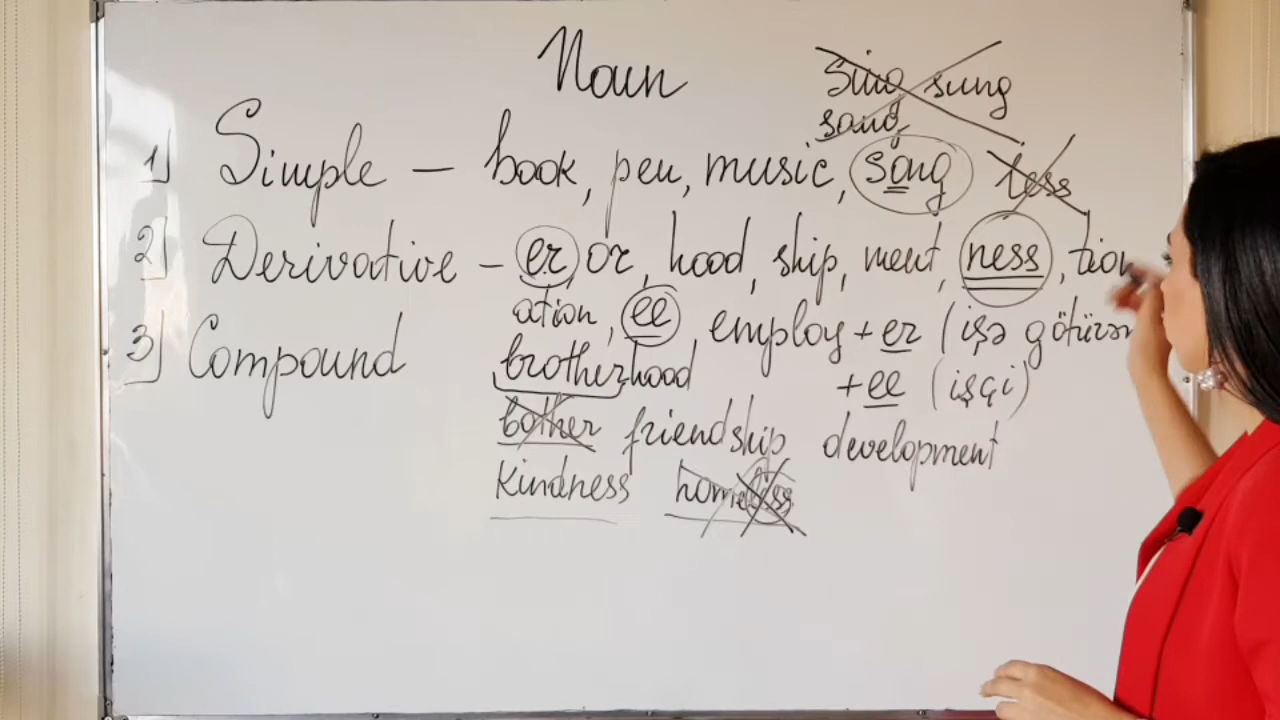 Noun
Sing sung
sang
1) Simple – book, pen, music, song less
2) Derivative – er, or, hood, ship, ment, ness, tion
ation, ee, employ + er (işə götürən
3) Compound brotherhood + ee (işçi)
bother friendship development
kindness homeless